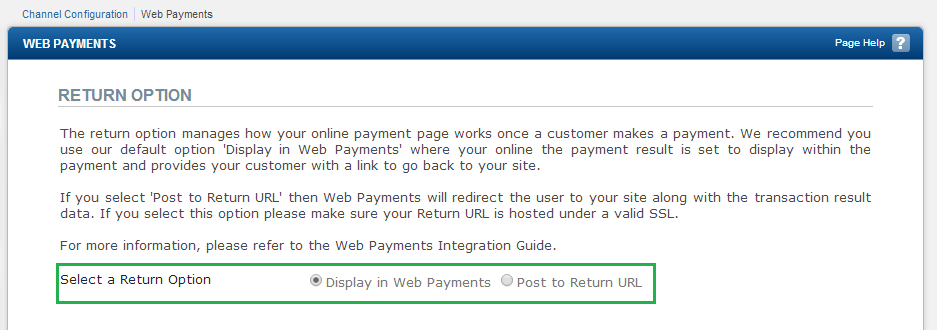 Channel Configuration Web Payments
WEB PAYMENTS Page Help ?
RETURN OPTION
The return option manages how your online payment page works once a customer makes a payment. We recommend you
use our default option 'Display in Web Payments' where your online the payment result is set to display within the
payment and provides your customer with a link to go back to your site.
If you select 'Post to Return URL' then Web Payments will redirect the user to your site along with the transaction result
data. If you select this option please make sure your Return URL is hosted under a valid SSL.
For more information, please refer to the Web Payments Integration Guide.
Select a Return Option Display in Web Payments Post to Return URL